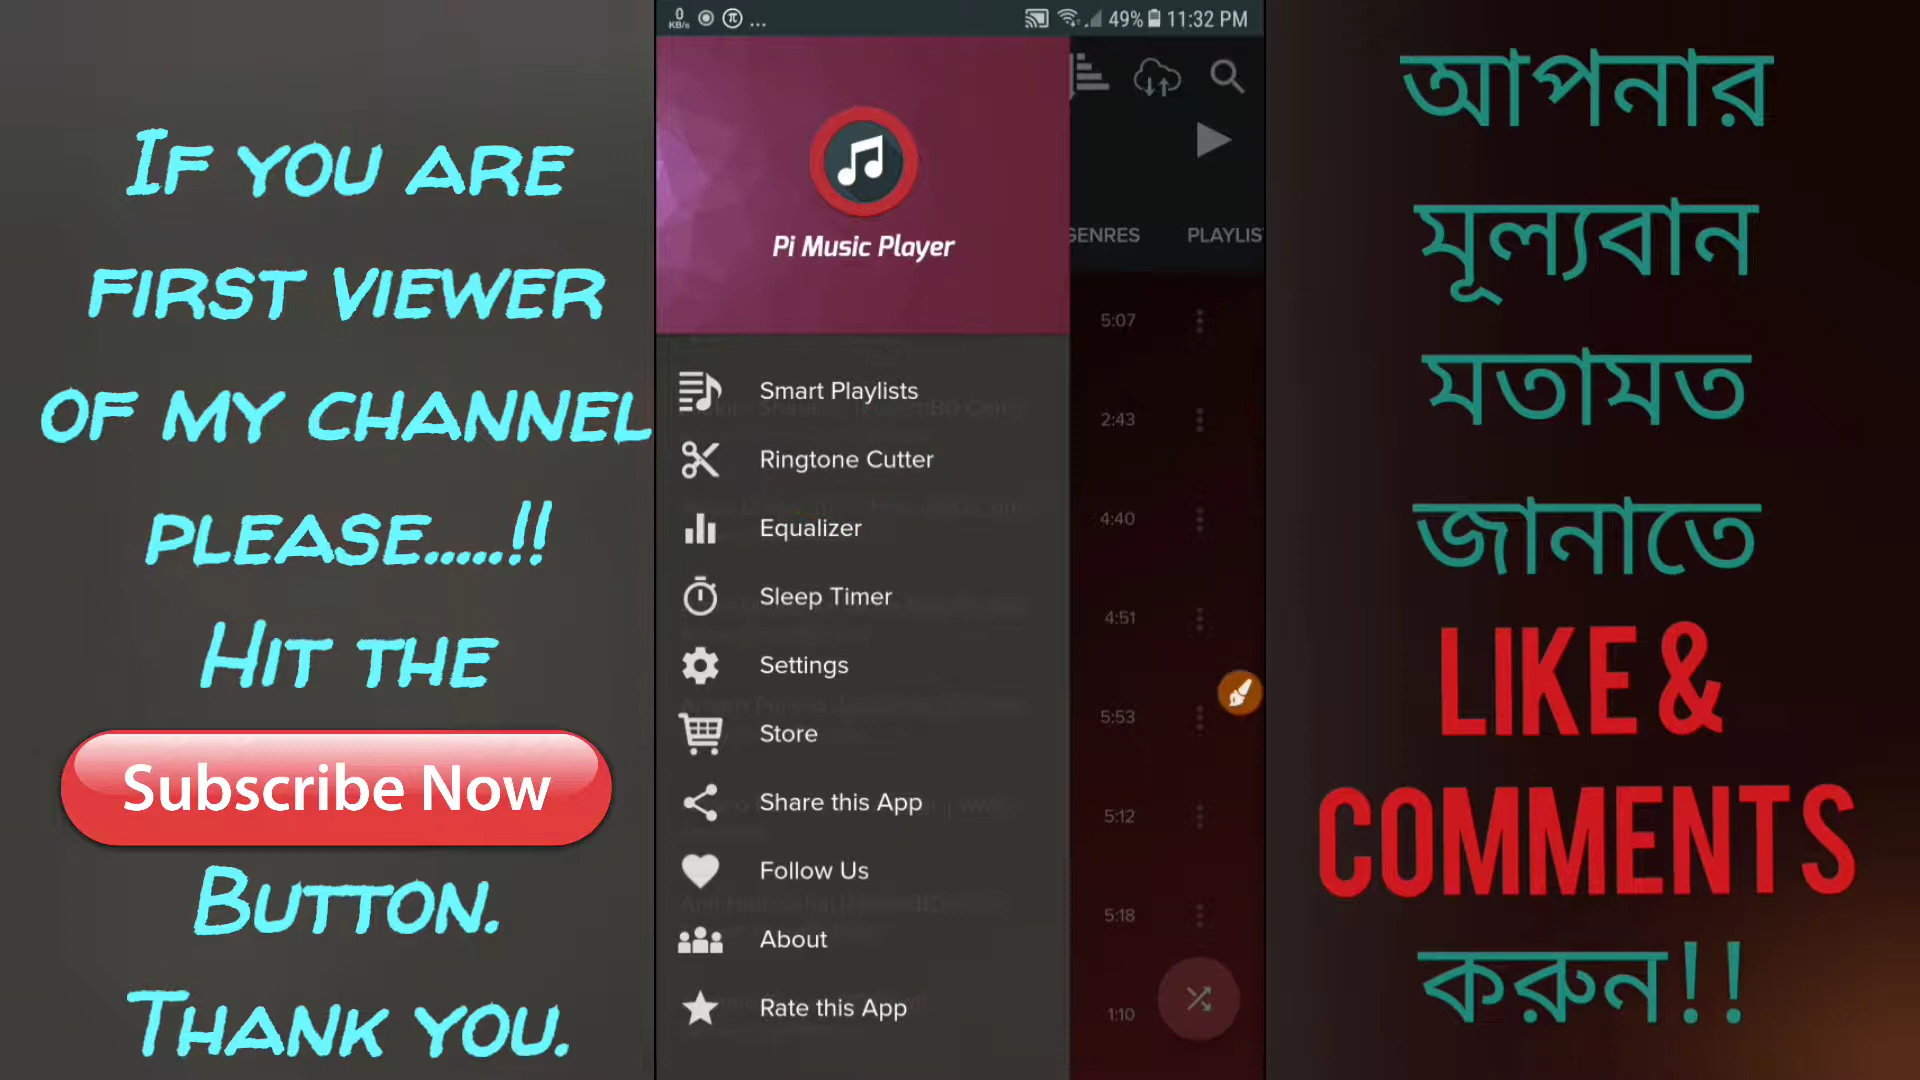 If you are
first viewer
of my channel
please.....!!
Hit the
Subscribe Now
Button.
Thank you.
0
KB/s
...
49%
11:32 PM
Pi Music Player
GENRES
5:07
Smart Playlists
2:43
Ringtone Cutter
4:40
Equalizer
Sleep Timer
4:51
Settings
5:53
Store
Share this App
5:12
Follow Us
5:18
About
Rate this App
1:10
আপনার
মূল্যবান
মতামত
জানাতে
LIKE &
COMMENTS
করুন!!